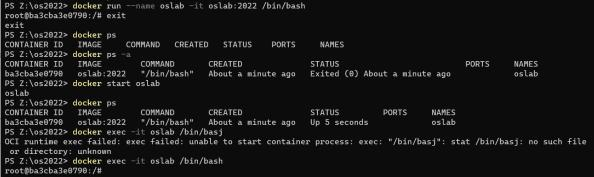 PS Z:\os2022> docker run --name oslab -it oslab:2022 /bin/bash
root@ba3cba3e0790:/# exit
exit
PS Z:\os2022> docker ps
CONTAINER ID   IMAGE     COMMAND   CREATED   STATUS    PORTS     NAMES
PS Z:\os2022> docker ps -a
CONTAINER ID   IMAGE        COMMAND       CREATED              STATUS                          PORTS     NAMES
ba3cba3e0790   oslab:2022   "/bin/bash"   About a minute ago   Exited (0) About a minute ago             oslab
PS Z:\os2022> docker start oslab
oslab
PS Z:\os2022> docker ps
CONTAINER ID   IMAGE        COMMAND       CREATED              STATUS         PORTS     NAMES
ba3cba3e0790   oslab:2022   "/bin/bash"   About a minute ago   Up 5 seconds             oslab
PS Z:\os2022> docker exec -it oslab /bin/basj
OCI runtime exec failed: exec failed: unable to start container process: exec: "/bin/basj": stat /bin/basj: no such file
or directory: unknown
PS Z:\os2022> docker exec -it oslab /bin/bash
root@ba3cba3e0790:/#